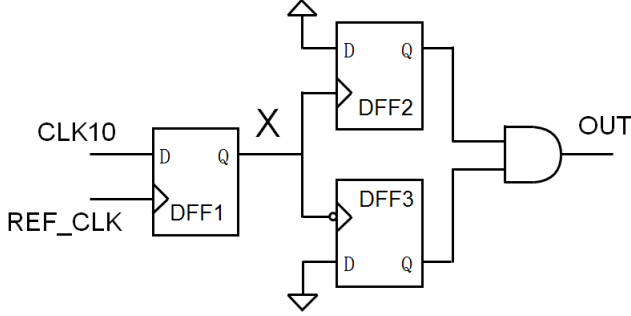 D Q
DFF2
X
CLK10
OUT
D Q
DFF1
REF_CLK
DFF3
D Q